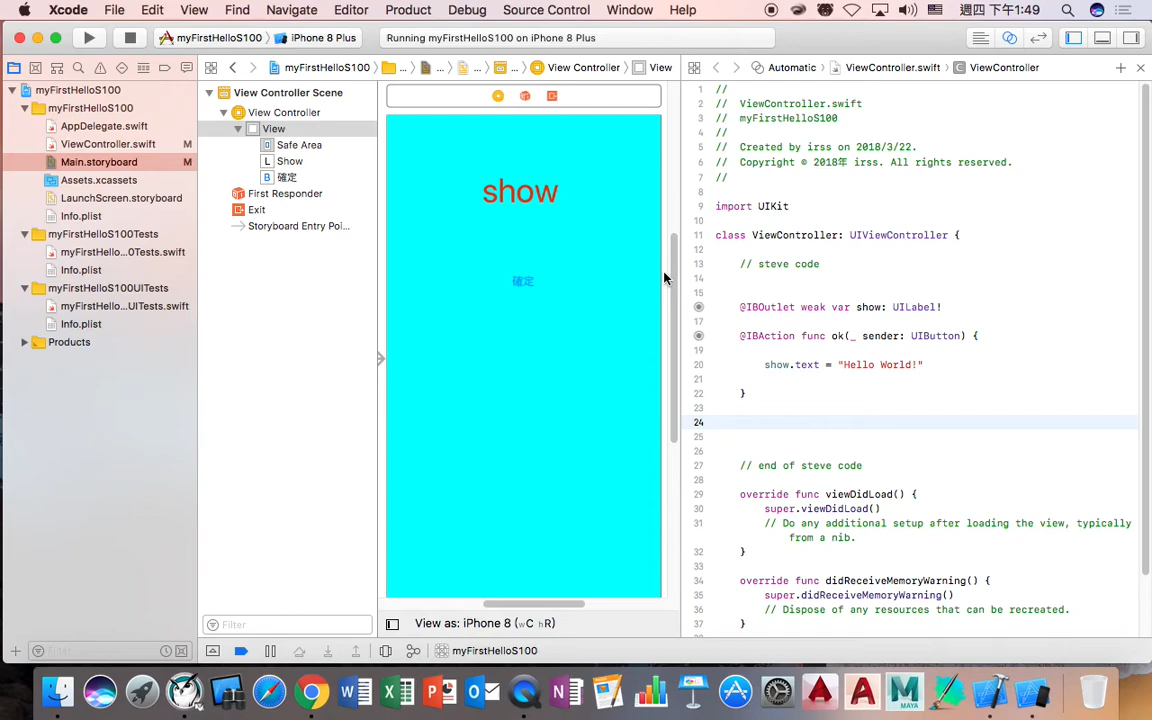 Xcode File Edit View Find Navigate Editor Product Debug Source Control Window Help 週四 下午1:49
myFirstHelloS100 iPhone 8 Plus Running myFirstHelloS100 on iPhone 8 Plus
myFirstHelloS100 ... ... ... ... View Controller View Automatic ViewController.swift C ViewController
myFirstHelloS100
myFirstHelloS100
AppDelegate.swift
ViewController.swift M
Main.storyboard M
Assets.xcassets
LaunchScreen.storyboard
Info.plist
myFirstHelloS100Tests
myFirstHello...0Tests.swift
Info.plist
myFirstHelloS100UITests
myFirstHello...UITests.swift
Info.plist
Products
View Controller Scene
View Controller
View
Safe Area
L Show
B 確定
First Responder
Exit
Storyboard Entry Poi...
show
確定
1 //
2 // ViewController.swift
3 // myFirstHelloS100
4 //
5 // Created by irss on 2018/3/22.
6 // Copyright © 2018年 irss. All rights reserved.
7 //
8
9 import UIKit
10
11 class ViewController: UIViewController {
12
13 // steve code
14
15
@IBOutlet weak var show: UILabel!
17
@IBAction func ok(_ sender: UIButton) {
19
20 show.text = "Hello World!"
21
22 }
23
24
25
26
27 // end of steve code
28
29 override func viewDidLoad() {
30 super.viewDidLoad()
31 // Do any additional setup after loading the view, typically
from a nib.
32 }
33
34 override func didReceiveMemoryWarning() {
35 super.didReceiveMemoryWarning()
36 // Dispose of any resources that can be recreated.
37 }
Filter
View as: iPhone 8 (wC hR)
Filter
myFirstHelloS100